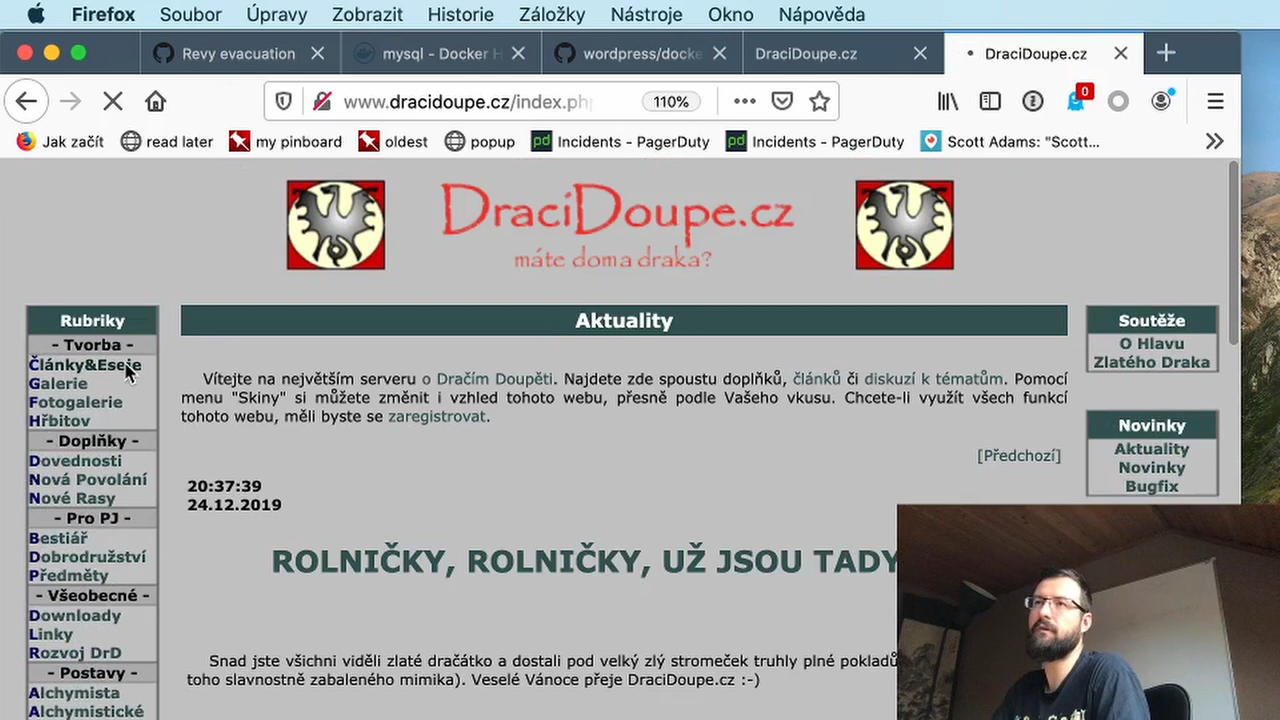 Firefox Soubor Úpravy Zobrazit Historie Záložky Nástroje Okno Nápověda
Revy evacuation
mysql - Docker H
wordpress/docke
DraciDoupe.cz
DraciDoupe.cz
www.dracidoupe.cz/index.php
110%
0
Jak začít
read later
my pinboard
oldest
popup
Incidents - PagerDuty
Incidents - PagerDuty
Scott Adams: "Scott...
DraciDoupe.cz
máte doma draka?
Rubriky
- Tvorba -
Články&Eseje
Galerie
Fotogalerie
Hřbitov
- Doplňky -
Dovednosti
Nová Povolání
Nové Rasy
- Pro PJ -
Bestiář
Dobrodružství
Předměty
- Všeobecné -
Downloady
Linky
Rozvoj DrD
- Postavy -
Alchymista
Alchymistické
Aktuality
Vítejte na největším serveru o Dračím Doupěti. Najdete zde spoustu doplňků, článků či diskuzí k tématům. Pomocí
menu "Skiny" si můžete změnit i vzhled tohoto webu, přesně podle Vašeho vkusu. Chcete-li využít všech funkcí
tohoto webu, měli byste se zaregistrovat.
[Předchozí]
20:37:39
24.12.2019
ROLNIČKY, ROLNIČKY, UŽ JSOU TADY
Snad jste všichni viděli zlaté dračátko a dostali pod velký zlý stromeček truhly plné pokladů
toho slavnostně zabaleného mimika). Veselé Vánoce přeje DraciDoupe.cz :-)
Soutěže
O Hlavu
Zlatého Draka
Novinky
Aktuality
Novinky
Bugfix